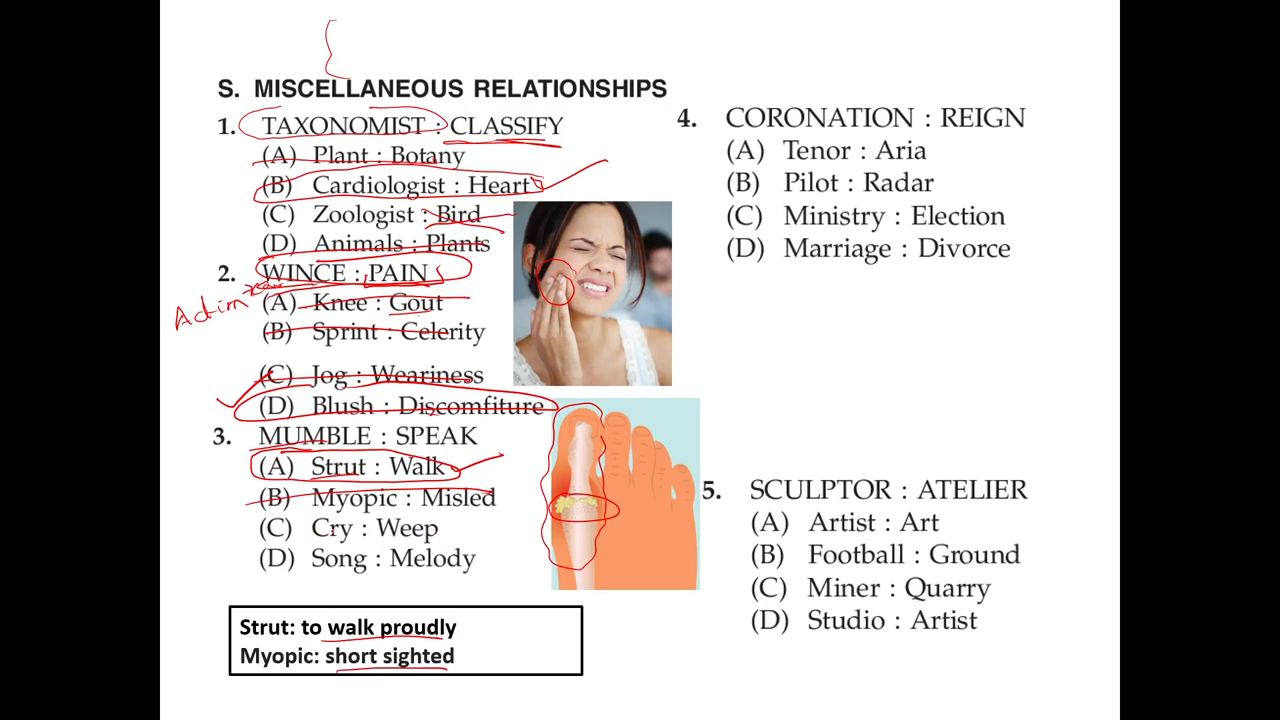 S. MISCELLANEOUS RELATIONSHIPS
1. TAXONOMIST : CLASSIFY
(A) Plant : Botany
(B) Cardiologist : Heart
(C) Zoologist : Bird
(D) Animals : Plants
2. WINCE : PAIN
(A) Knee : Gout
(B) Sprint : Celerity
(C) Jog : Weariness
(D) Blush : Discomfiture
3. MUMBLE : SPEAK
(A) Strut : Walk
(B) Myopic : Misled
(C) Cry : Weep
(D) Song : Melody
Strut: to walk proudly
Myopic: short sighted
4. CORONATION : REIGN
(A) Tenor : Aria
(B) Pilot : Radar
(C) Ministry : Election
(D) Marriage : Divorce
5. SCULPTOR : ATELIER
(A) Artist : Art
(B) Football : Ground
(C) Miner : Quarry
(D) Studio : Artist